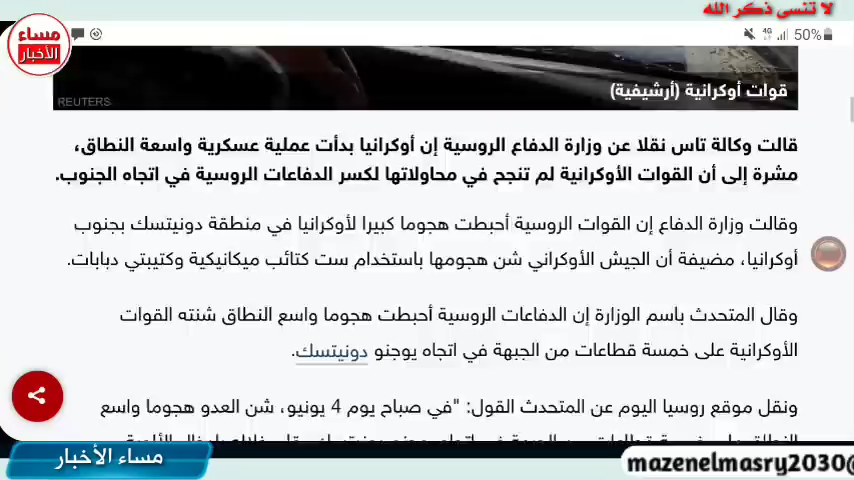 لا تنسى ذكر الله
مساء
الأخبار
4G
50%
REUTERS
قوات أوكرانية (أرشيفية)
قالت وكالة تاس نقلا عن وزارة الدفاع الروسية إن أوكرانيا بدأت عملية عسكرية واسعة النطاق،
مشرة إلى أن القوات الأوكرانية لم تنجح في محاولاتها لكسر الدفاعات الروسية في اتجاه الجنوب.
وقالت وزارة الدفاع إن القوات الروسية أحبطت هجوما كبيرا لأوكرانيا في منطقة دونيتسك بجنوب
أوكرانيا، مضيفة أن الجيش الأوكراني شن هجومها باستخدام ست كتائب ميكانيكية وكتيبتي دبابات.
وقال المتحدث باسم الوزارة إن الدفاعات الروسية أحبطت هجوما واسع النطاق شنته القوات
الأوكرانية على خمسة قطاعات من الجبهة في اتجاه يوجنو دونيتسك.
ونقل موقع روسيا اليوم عن المتحدث القول: "في صباح يوم 4 يونيو، شن العدو هجوما واسع
مساء الأخبار
mazenelmasry2030@